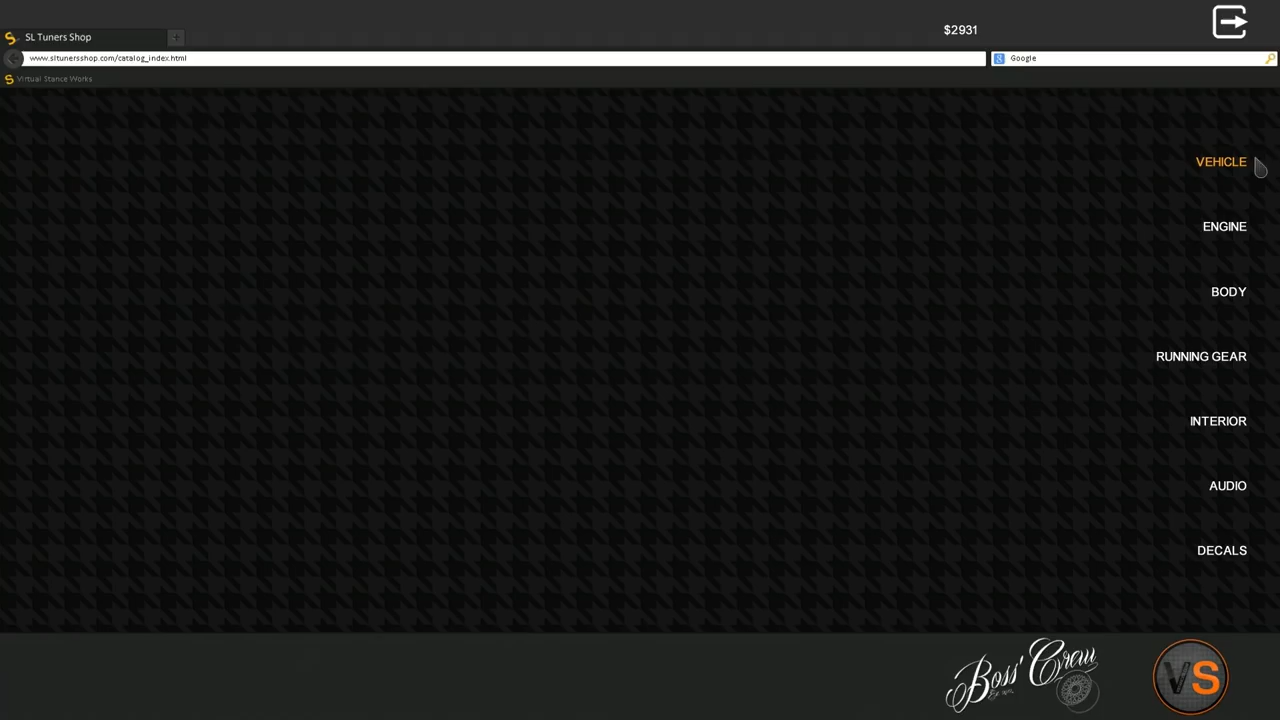 $2931
SL Tuners Shop
www.sltunersshop.com/catalog_index.html
Google
Virtual Stance Works
VEHICLE
ENGINE
BODY
RUNNING GEAR
INTERIOR
AUDIO
DECALS
Boss' Crew
VS